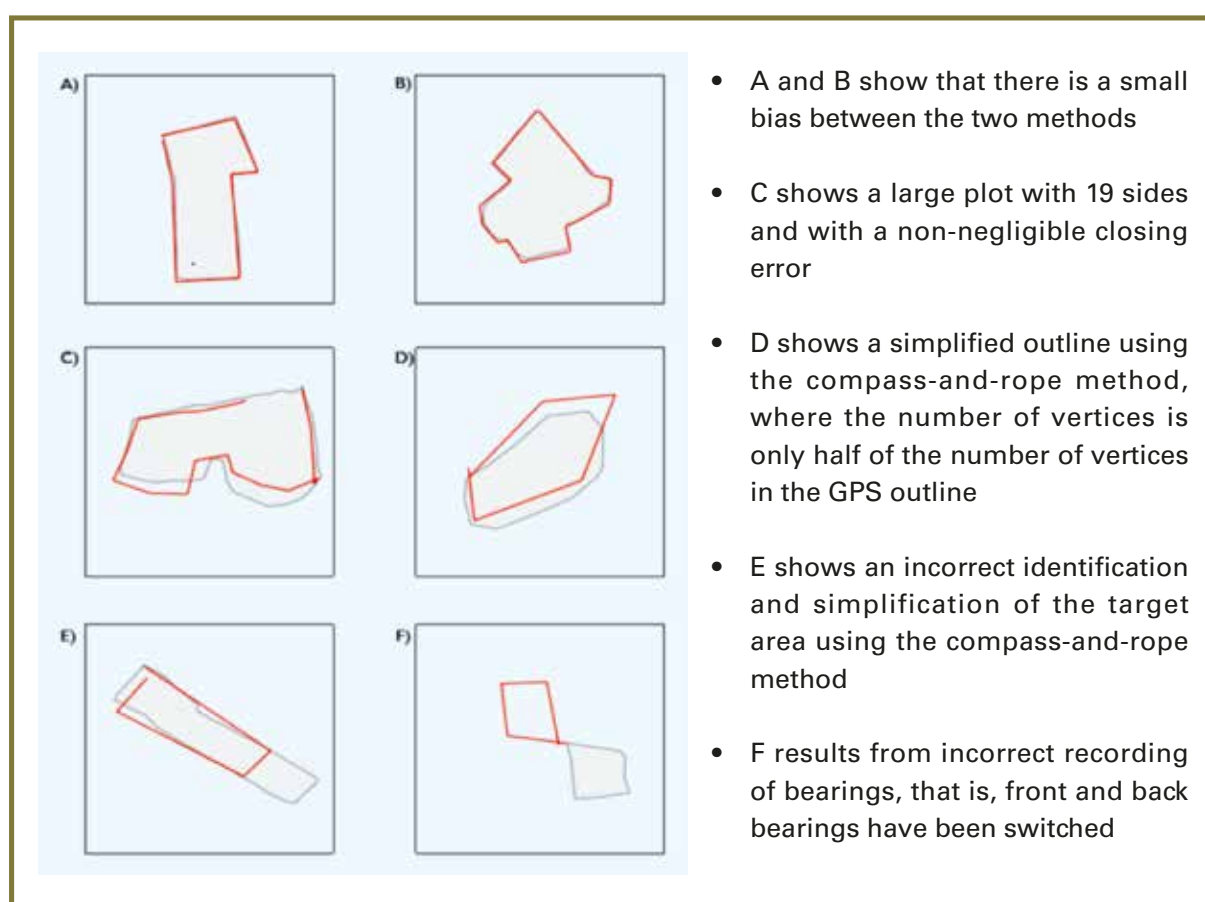 A)
B)
C)
D)
E)
F)
• A and B show that there is a small
bias between the two methods
• C shows a large plot with 19 sides
and with a non-negligible closing
error
• D shows a simplified outline using
the compass-and-rope method,
where the number of vertices is
only half of the number of vertices
in the GPS outline
• E shows an incorrect identification
and simplification of the target
area using the compass-and-rope
method
• F results from incorrect recording
of bearings, that is, front and back
bearings have been switched